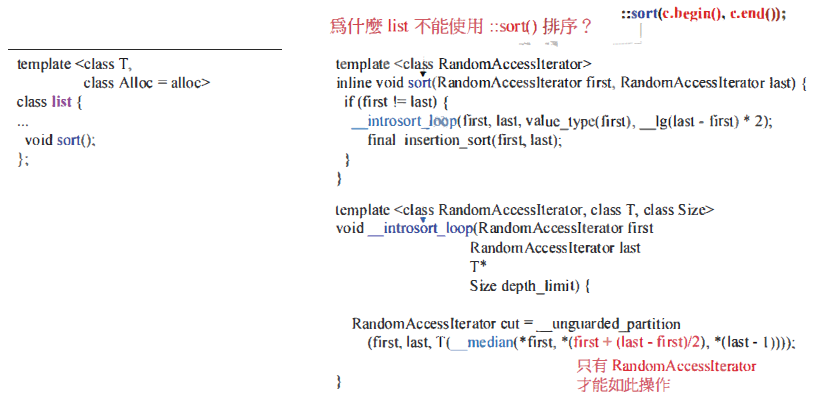 爲什麼 list 不能使用 ::sort() 排序？
::sort(c.begin(), c.end());
template <class T,
class Alloc = alloc>
class list {
...
void sort();
};
template <class RandomAccessIterator>
inline void sort(RandomAccessIterator first, RandomAccessIterator last) {
if (first != last) {
__introsort_loop(first, last, value_type(first), __lg(last - first) * 2);
final insertion_sort(first, last);
}
}
template <class RandomAccessIterator, class T, class Size>
void __introsort_loop(RandomAccessIterator first
RandomAccessIterator last
T*
Size depth_limit) {
RandomAccessIterator cut = __unguarded_partition
(first, last, T(__median(*first, *(first + (last - first)/2), *(last - 1))));
只有 RandomAccessIterator
才能如此操作
}